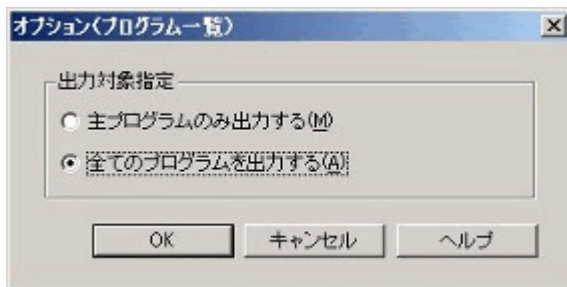 オプション(プログラム一覧)
出力対象指定
主プログラムのみ出力する(M)
全てのプログラムを出力する(A)
OK キャンセル ヘルプ